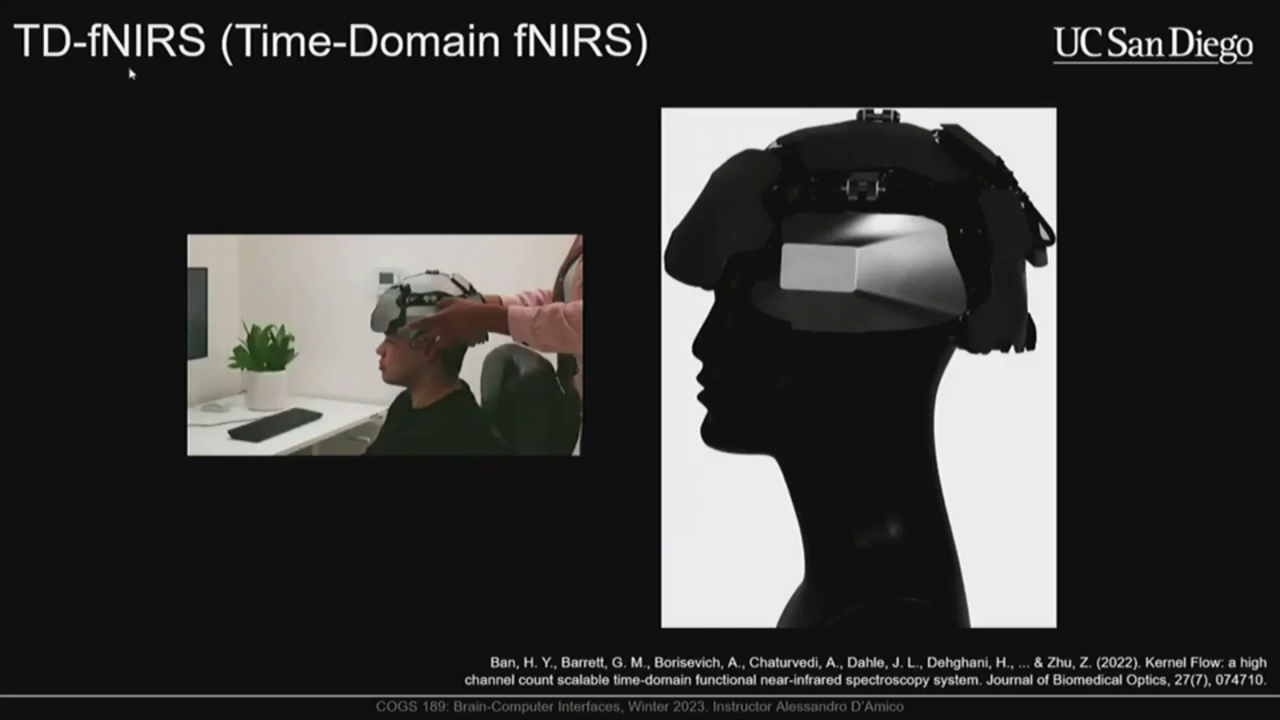 TD-fNIRS (Time-Domain fNIRS)
UC San Diego
Ban, H. Y., Barrett, G. M., Borisevich, A., Chaturvedi, A., Dahle, J. L., Dehghani, H., ... & Zhu, Z. (2022). Kernel Flow: a high
channel count scalable time-domain functional near-infrared spectroscopy system. Journal of Biomedical Optics, 27(7), 074710.
COGS 189: Brain-Computer Interfaces, Winter 2023. Instructor Alessandro D'Amico